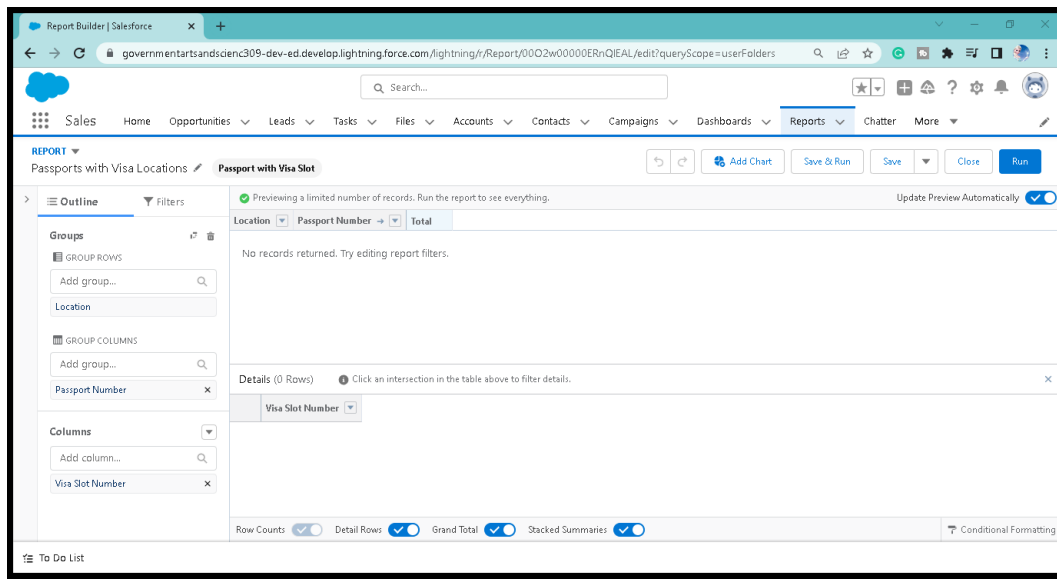 Report Builder | Salesforce
governmentartsandscienc309-dev-ed.develop.lightning.force.com/lightning/r/Report/00O2w00000ERnQlEAL/edit?queryScope=userFolders
Search...
Sales Home Opportunities Leads Tasks Files Accounts Contacts Campaigns Dashboards Reports Chatter More
REPORT
Passports with Visa Locations Passport with Visa Slot
Add Chart Save & Run Save Close Run
Outline Filters
Previewing a limited number of records. Run the report to see everything.
Update Preview Automatically
Location Passport Number Total
No records returned. Try editing report filters.
Groups
GROUP ROWS
Add group...
Location
GROUP COLUMNS
Add group...
Passport Number
Details (0 Rows) Click an intersection in the table above to filter details.
Visa Slot Number
Columns
Add column...
Visa Slot Number
Row Counts Detail Rows Grand Total Stacked Summaries Conditional Formatting
To Do List